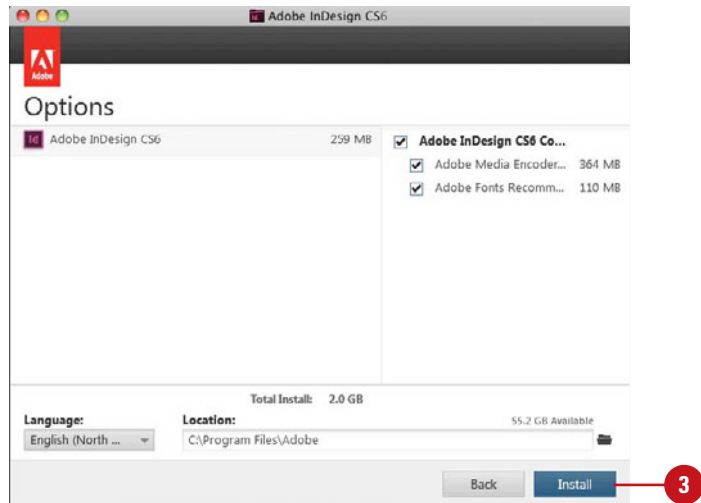 Adobe InDesign CS6
Adobe
Options
Id Adobe InDesign CS6 259 MB
Adobe InDesign CS6 Co...
Adobe Media Encoder... 364 MB
Adobe Fonts Recomm... 110 MB
Total Install: 2.0 GB
Language: Location: 55.2 GB Available
English (North ... C:\Program Files\Adobe
Back Install 3